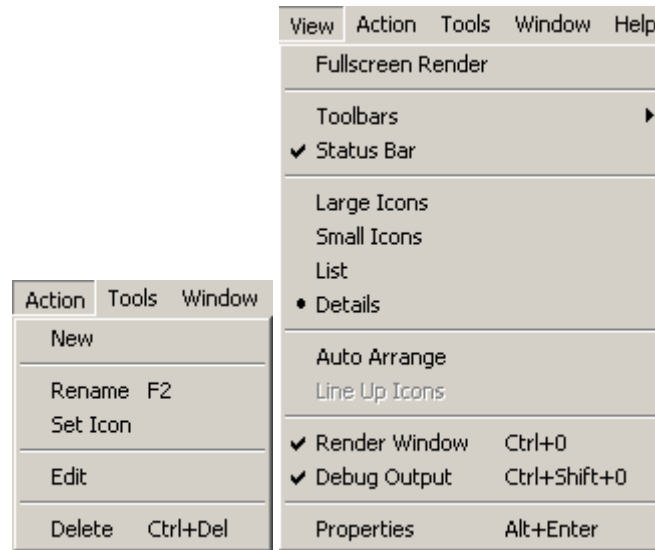 Action Tools Window
New
Rename F2
Set Icon
Edit
Delete Ctrl+Del
View Action Tools Window Help
Fullscreen Render
Toolbars
Status Bar
Large Icons
Small Icons
List
Details
Auto Arrange
Line Up Icons
Render Window Ctrl+0
Debug Output Ctrl+Shift+0
Properties Alt+Enter